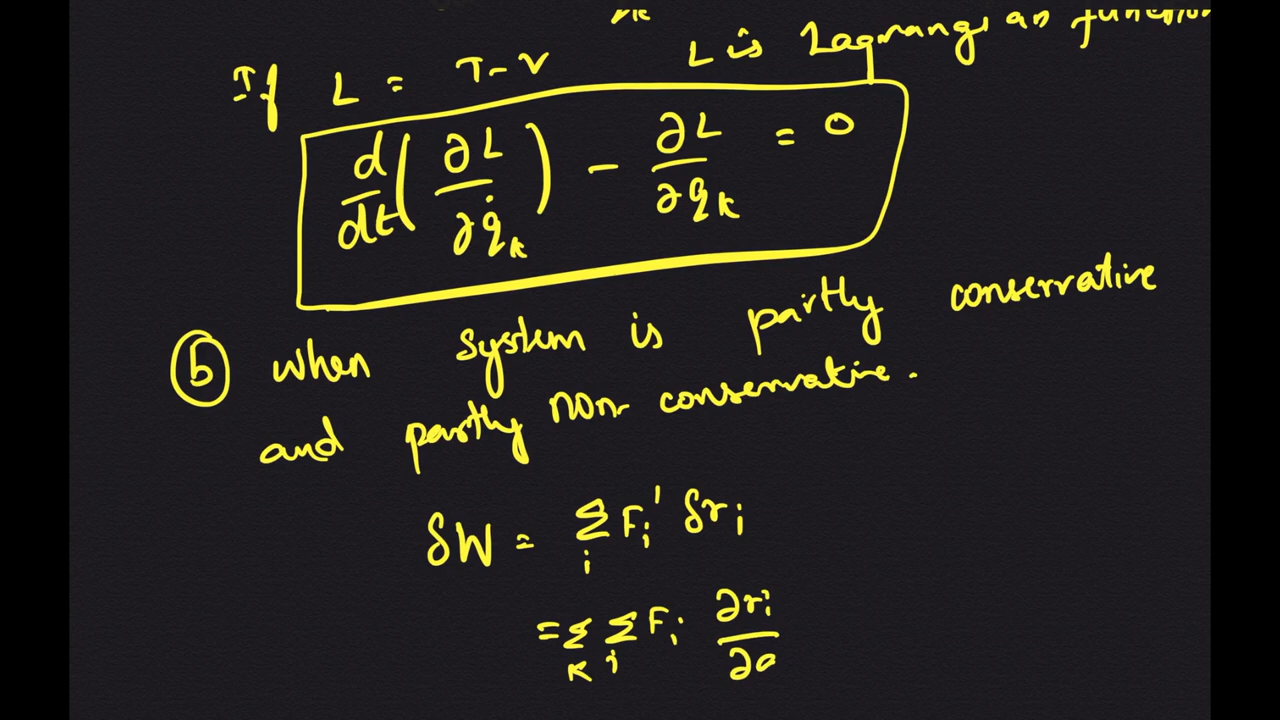 If L = T - V L is Lagrangian function
d/dt ( ∂L/∂q̇k ) - ∂L/∂qk = 0
(b) when system is partly conservative
and partly non-conservative.
δW = Σi Fi' δri
= Σk Σi Fi ∂ri/∂